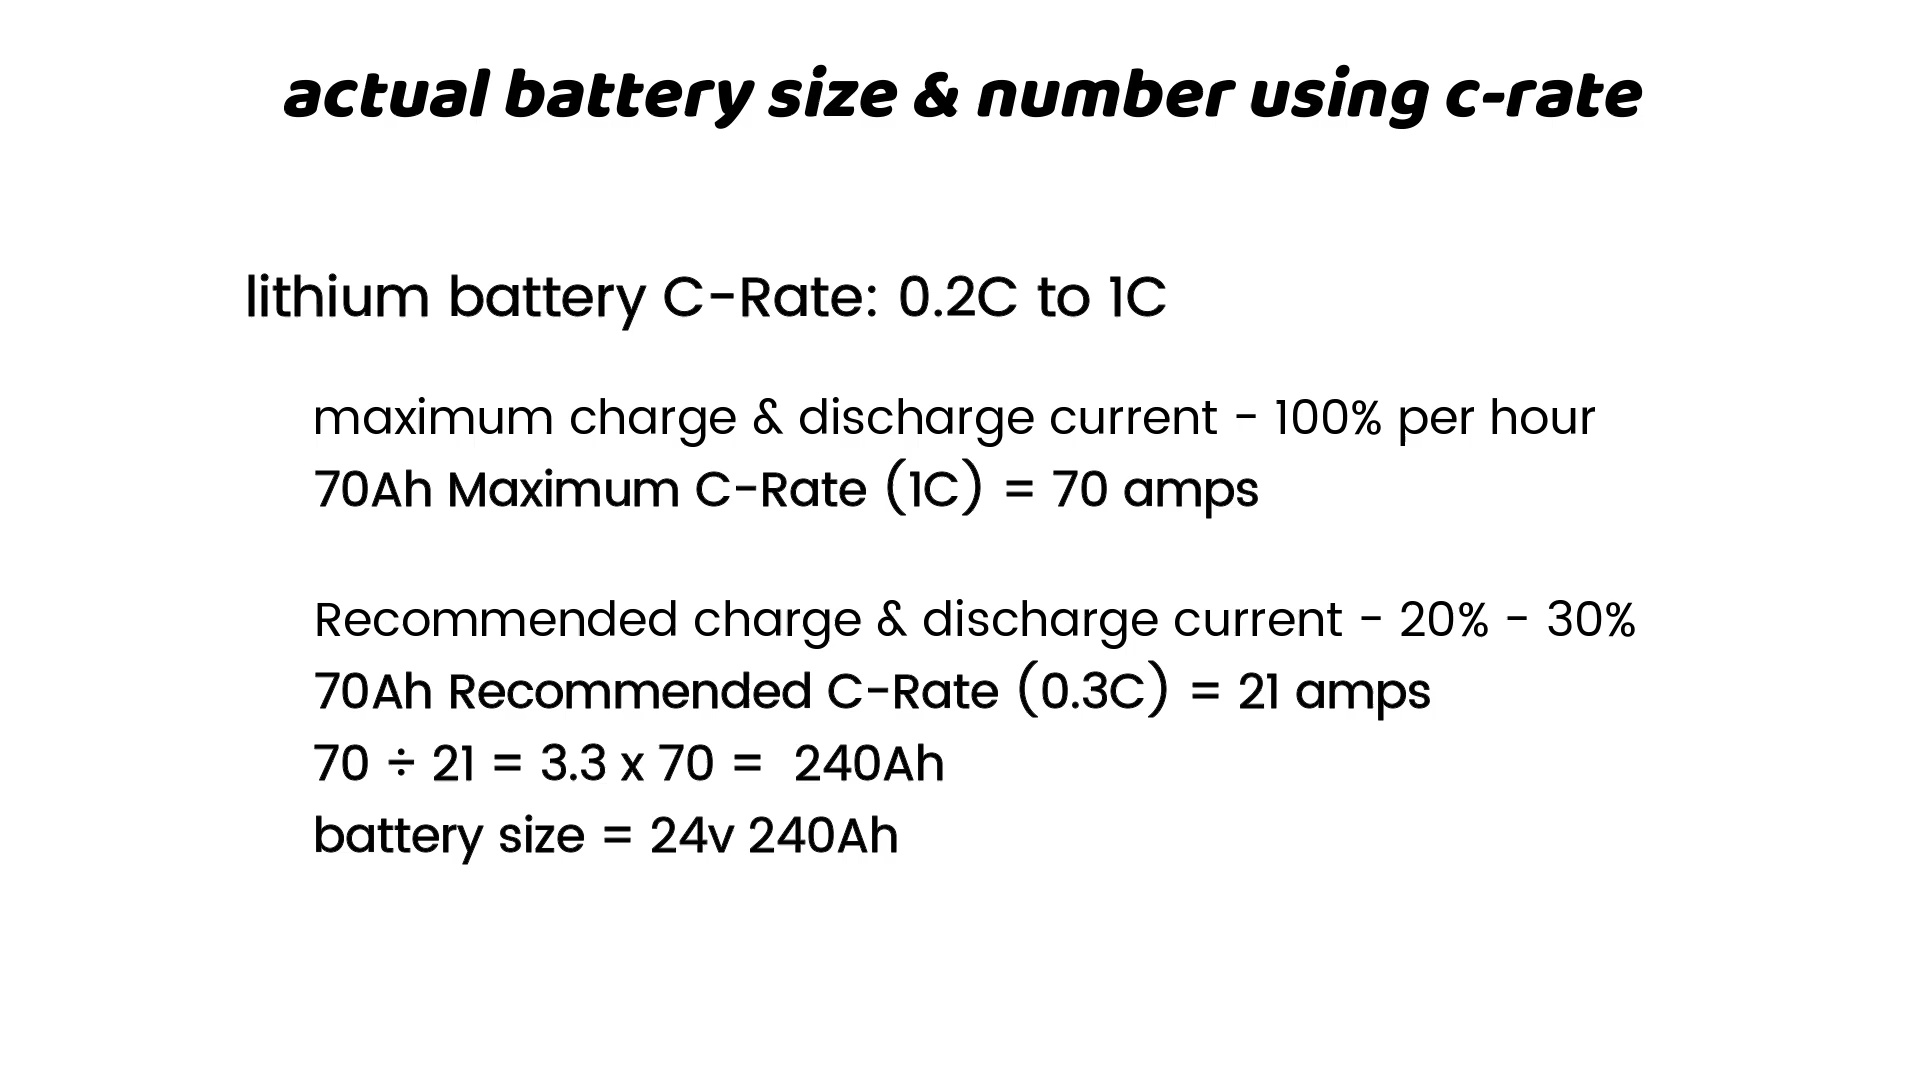 actual battery size & number using c-rate
lithium battery C-Rate: 0.2C to 1C
maximum charge & discharge current - 100% per hour
70Ah Maximum C-Rate (1C) = 70 amps
Recommended charge & discharge current - 20% - 30%
70Ah Recommended C-Rate (0.3C) = 21 amps
70 ÷ 21 = 3.3 x 70 = 240Ah
battery size = 24v 240Ah